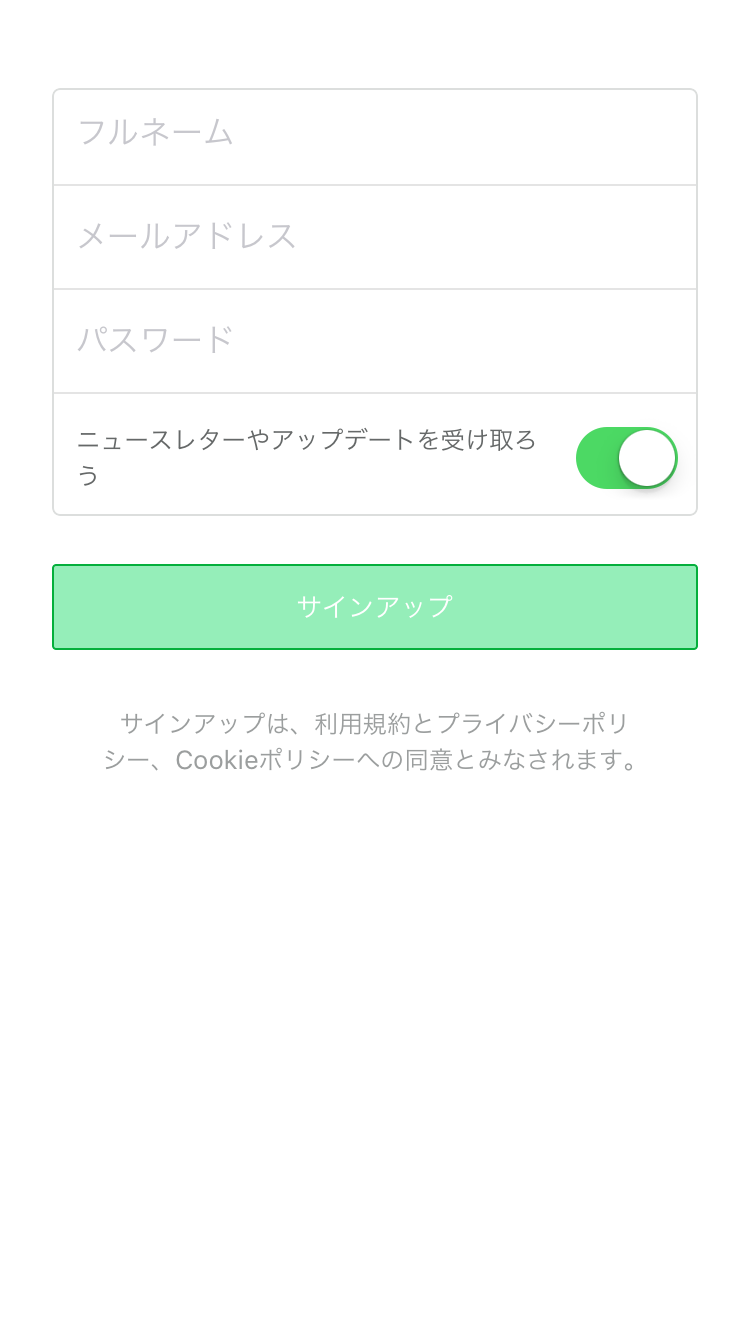 フルネーム
メールアドレス
パスワード
ニュースレターやアップデートを受け取ろ
う
サインアップ
サインアップは、利用規約とプライバシーポリ
シー、Cookieポリシーへの同意とみなされます。